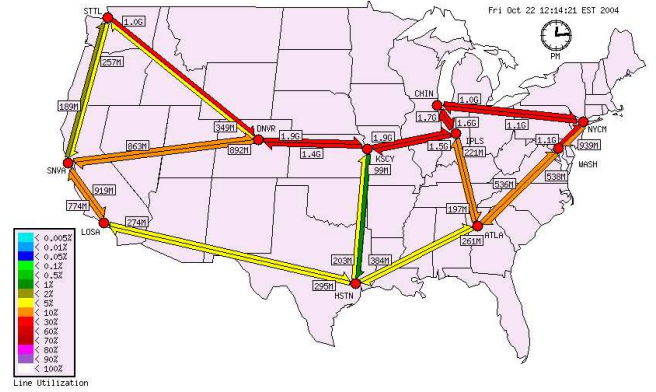 Fri Oct 22 12:14:21 EST 2004
PM
STTL
1.0G
257M
189M
349M
DNVR
1.9G
863M
892M
1.4G
SNVA
919M
774M
LOSA
274M
CHIN
1.0G
1.7G
1.6G
1.1G
NYCM
1.9G
IPLS
1.5G
221M
1.1G
939M
WASH
KSCY
99M
536M
538M
197M
ATLA
261M
203M
384M
295M
HSTN
< 0.005%
< 0.01%
< 0.05%
< 0.1%
< 0.5%
< 1%
< 2%
< 5%
< 10%
< 30%
< 60%
< 70%
< 80%
< 90%
< 100%
Line Utilization